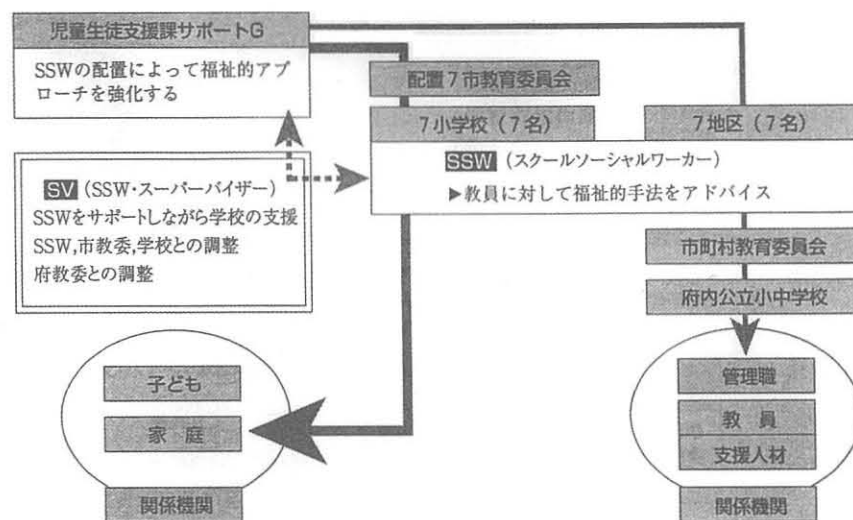 児童生徒支援課サポートG
SSWの配置によって福祉的アプ
ローチを強化する
配置7市教育委員会
7小学校（7名）
7地区（7名）
SSW（スクールソーシャルワーカー）
▶教員に対して福祉的手法をアドバイス
SV（SSW・スーパーバイザー）
SSWをサポートしながら学校の支援
SSW,市教委,学校との調整
府教委との調整
市町村教育委員会
府内公立小中学校
子ども
家　庭
関係機関
管理職
教　員
支援人材
関係機関